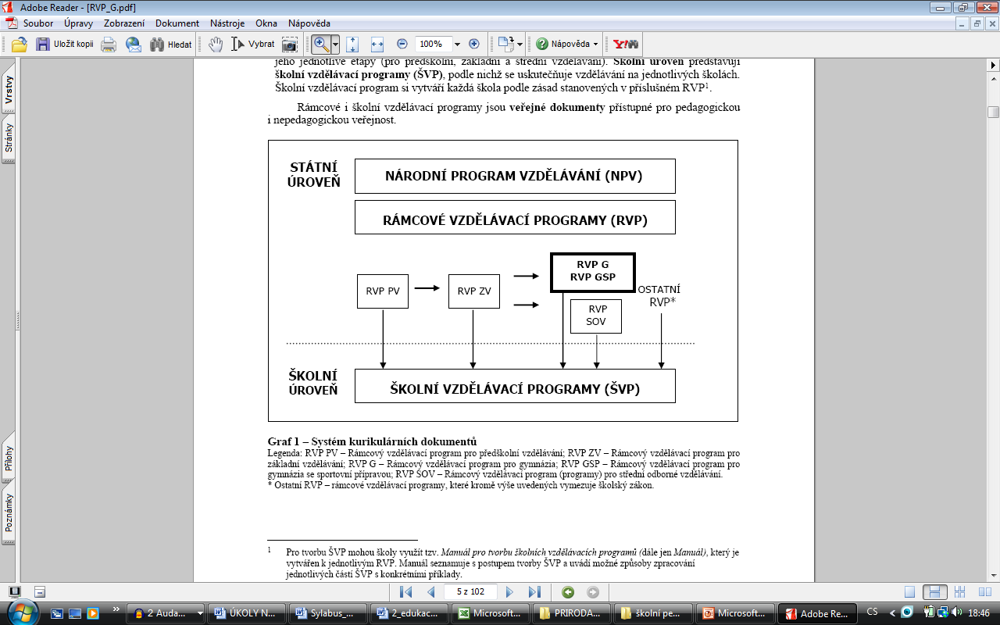 Adobe Reader - [RVP_G.pdf]
Soubor Úpravy Zobrazení Dokument Nástroje Okna Nápověda
Uložit kopii Hledat Vybrat 100% Nápověda Y!
Vrstvy
Stránky
Přílohy
Poznámky
jeho jednotlivé etapy (pro předškolní, základní a střední vzdělávání). Školní úroveň představují
školní vzdělávací programy (ŠVP), podle nichž se uskutečňuje vzdělávání na jednotlivých školách.
Školní vzdělávací program si vytváří každá škola podle zásad stanovených v příslušném RVP1.
Rámcové i školní vzdělávací programy jsou veřejné dokumenty přístupné pro pedagogickou
i nepedagogickou veřejnost.
STÁTNÍ
ÚROVEŇ
NÁRODNÍ PROGRAM VZDĚLÁVÁNÍ (NPV)
RÁMCOVÉ VZDĚLÁVACÍ PROGRAMY (RVP)
RVP PV
RVP ZV
RVP G
RVP GSP
RVP
SOV
OSTATNÍ
RVP*
ŠKOLNÍ
ÚROVEŇ
ŠKOLNÍ VZDĚLÁVACÍ PROGRAMY (ŠVP)
Graf 1 – Systém kurikulárních dokumentů
Legenda: RVP PV – Rámcový vzdělávací program pro předškolní vzdělávání; RVP ZV – Rámcový vzdělávací program pro
základní vzdělávání; RVP G – Rámcový vzdělávací program pro gymnázia; RVP GSP – Rámcový vzdělávací program pro
gymnázia se sportovní přípravou; RVP SOV – Rámcový vzdělávací program (programy) pro střední odborné vzdělávání.
* Ostatní RVP – rámcové vzdělávací programy, které kromě výše uvedených vymezuje školský zákon.
1 Pro tvorbu ŠVP mohou školy využít tzv. Manuál pro tvorbu školních vzdělávacích programů (dále jen Manuál), který je
vytvářen k jednotlivým RVP. Manuál seznamuje s postupem tvorby ŠVP a uvádí možné způsoby zpracování
jednotlivých částí ŠVP s konkrétními příklady.
5 z 102
2 Auda... ÚKOLY N... Sylabus_... 2_edukac... Microsoft... PRIRODA... školní pe... Microsoft... Adobe Re... CS 18:46